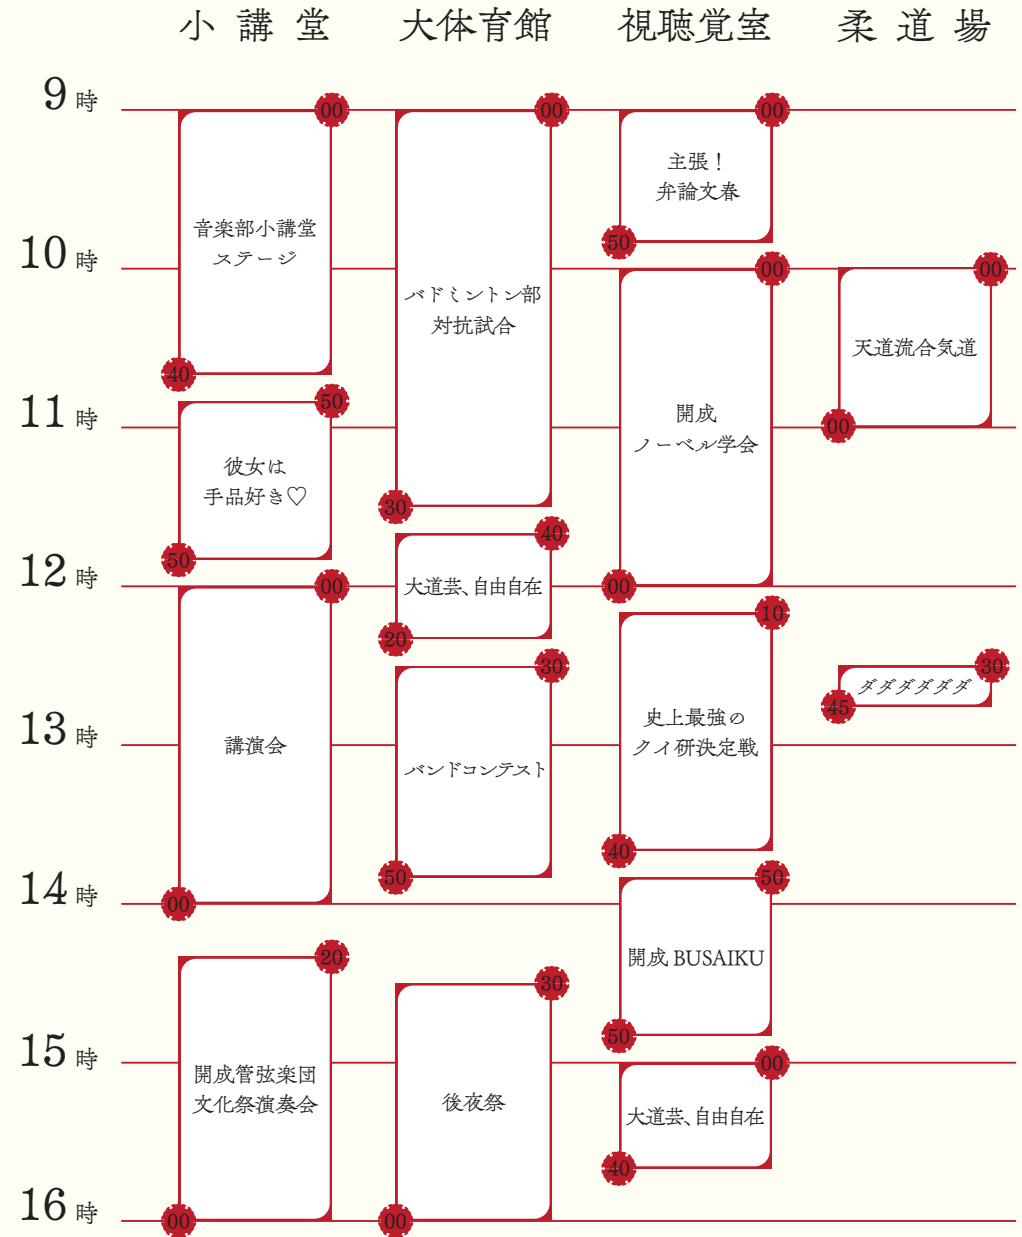 小講堂
大体育館
視聴覚室
柔道場
9時
00
00
00
主張！
弁論文春
音楽部小講堂
ステージ
50
10時
00
00
バドミントン部
対抗試合
天道流合気道
40
50
11時
開成
ノーベル学会
00
彼女は
手品好き♡
30
40
50
12時
00
大道芸、自由自在
00
10
20
30
30
ダダダダダダ
45
13時
講演会
バンドコンテスト
史上最強の
クイ研決定戦
40
50
50
14時
00
20
開成 BUSAIKU
30
50
15時
00
開成管弦楽団
文化祭演奏会
後夜祭
大道芸、自由自在
40
16時
00
00